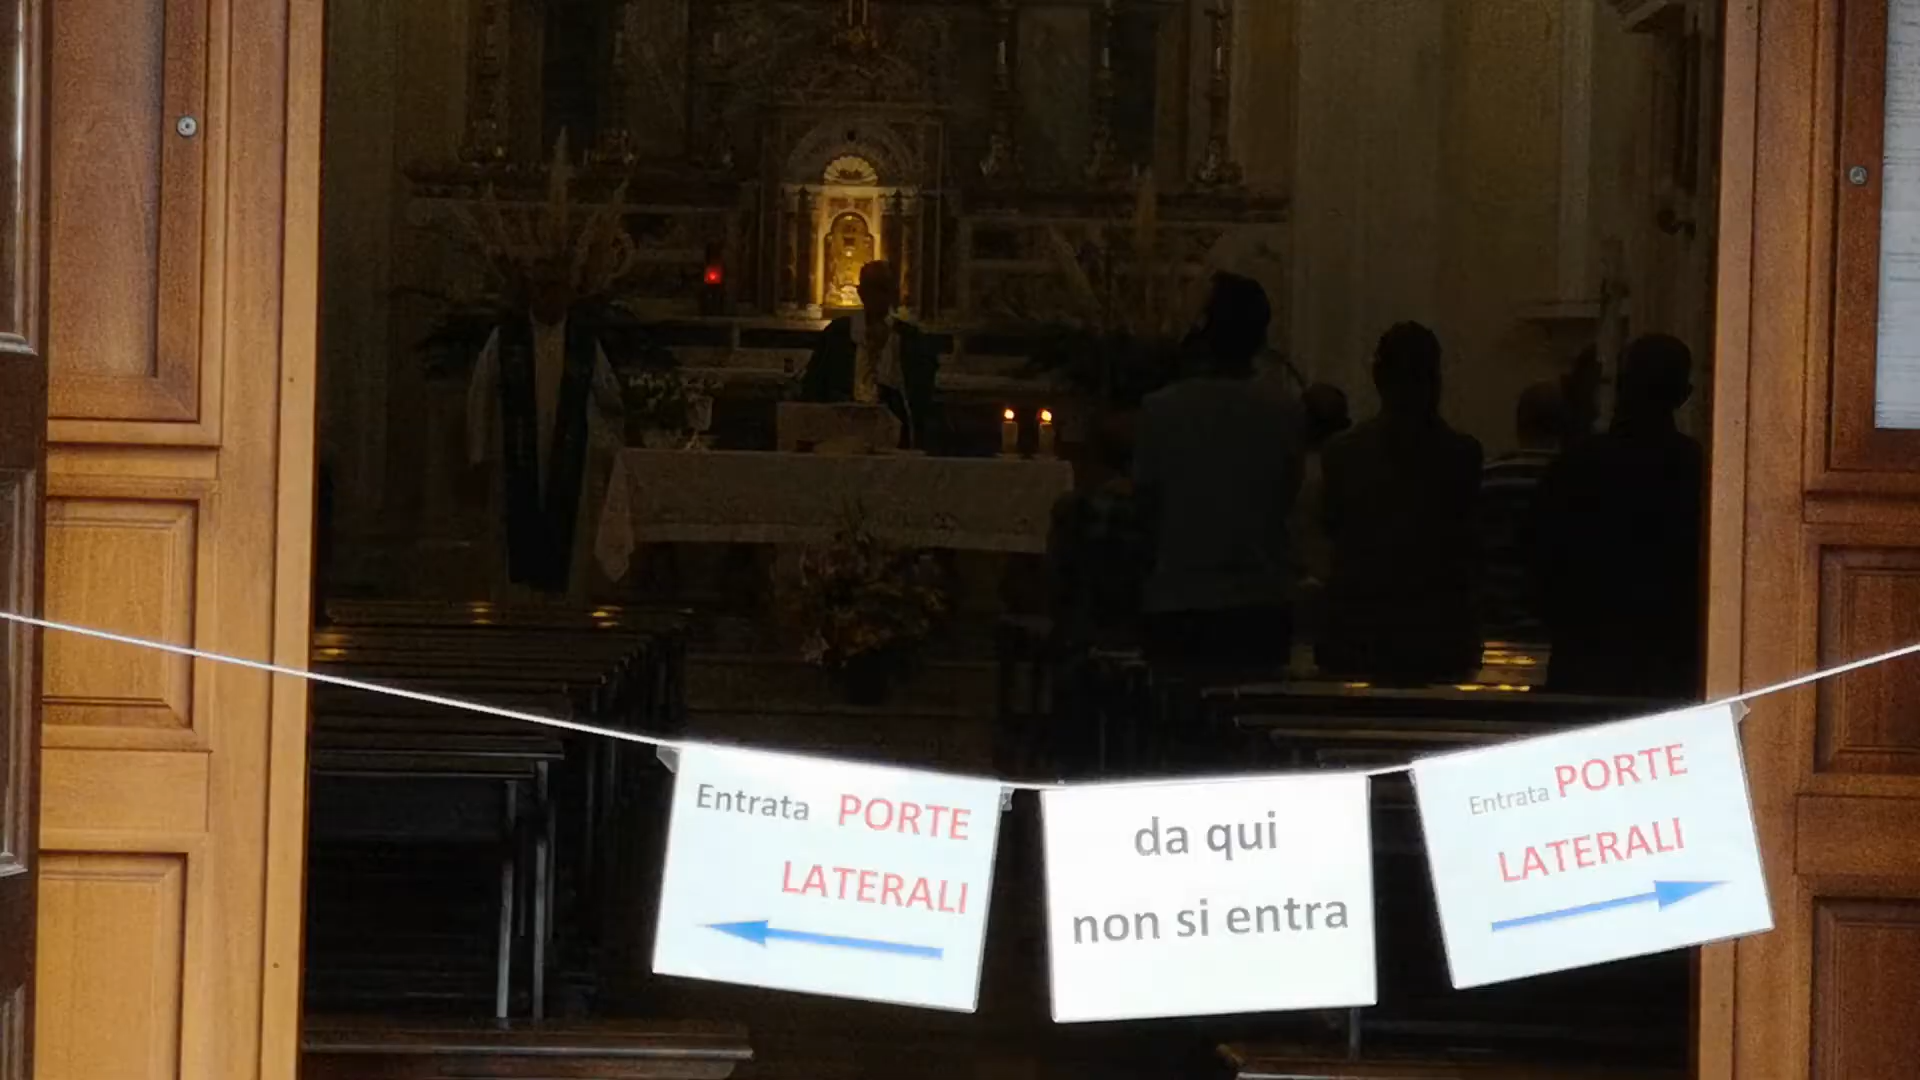 Entrata PORTE
LATERALI
da qui
non si entra
Entrata PORTE
LATERALI